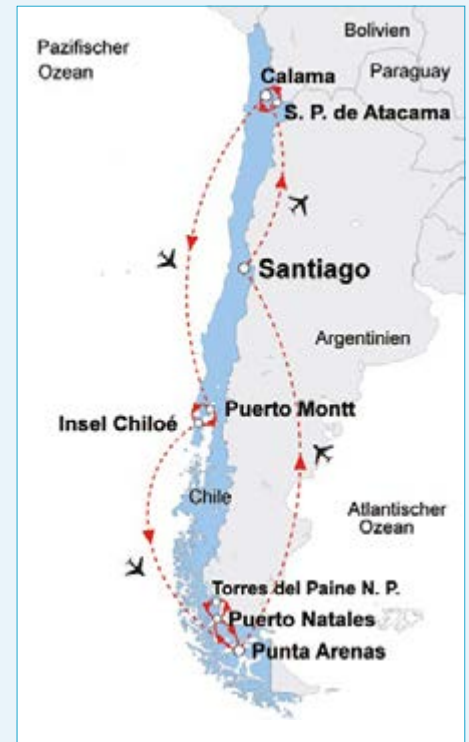 Bolivien
Pazifischer
Ozean
Paraguay
Calama
S. P. de Atacama
Santiago
Argentinien
Puerto Montt
Insel Chiloé
Chile
Atlantischer
Ozean
Torres del Paine N. P.
Puerto Natales
Punta Arenas